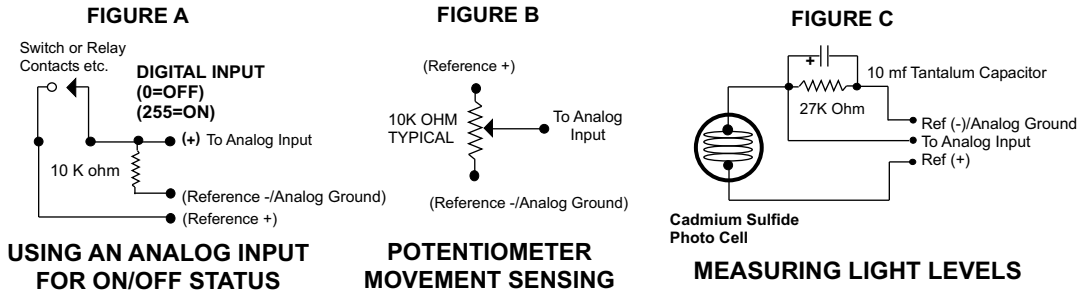 FIGURE A
Switch or Relay
Contacts etc.
DIGITAL INPUT
(0=OFF)
(255=ON)
(+) To Analog Input
10 K ohm
(Reference -/Analog Ground)
(Reference +)
USING AN ANALOG INPUT
FOR ON/OFF STATUS
FIGURE B
(Reference +)
10K OHM
TYPICAL
To Analog
Input
(Reference -/Analog Ground)
POTENTIOMETER
MOVEMENT SENSING
FIGURE C
+
10 mf Tantalum Capacitor
27K Ohm
Ref (-)/Analog Ground
To Analog Input
Ref (+)
Cadmium Sulfide
Photo Cell
MEASURING LIGHT LEVELS